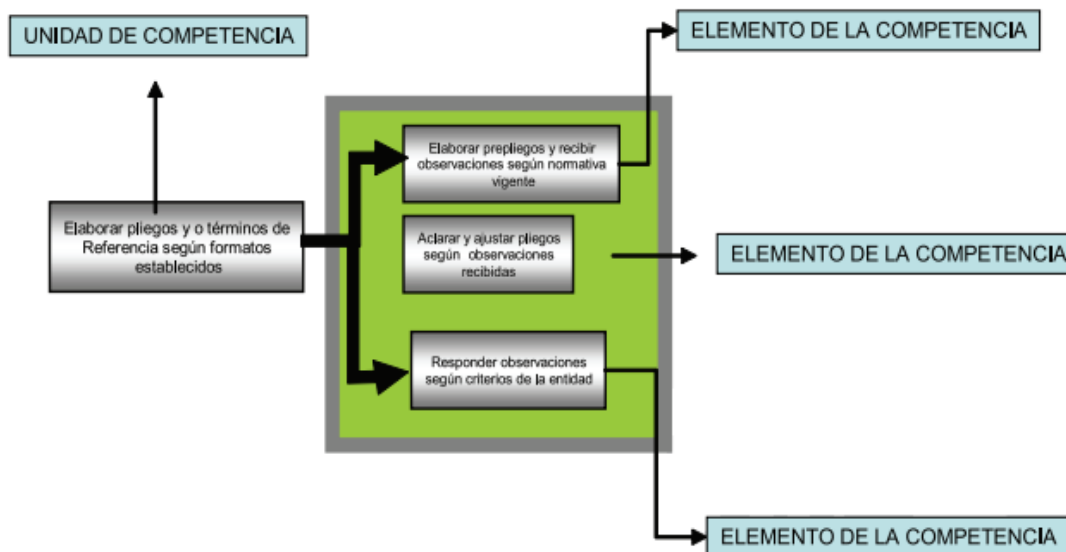 UNIDAD DE COMPETENCIA
ELEMENTO DE LA COMPETENCIA
Elaborar prepliegos y recibir
observaciones según normativa
vigente
Elaborar pliegos y o términos de
Referencia según formatos
establecidos
Aclarar y ajustar pliegos
según observaciones
recibidas
ELEMENTO DE LA COMPETENCIA
Responder observaciones
según criterios de la entidad
ELEMENTO DE LA COMPETENCIA